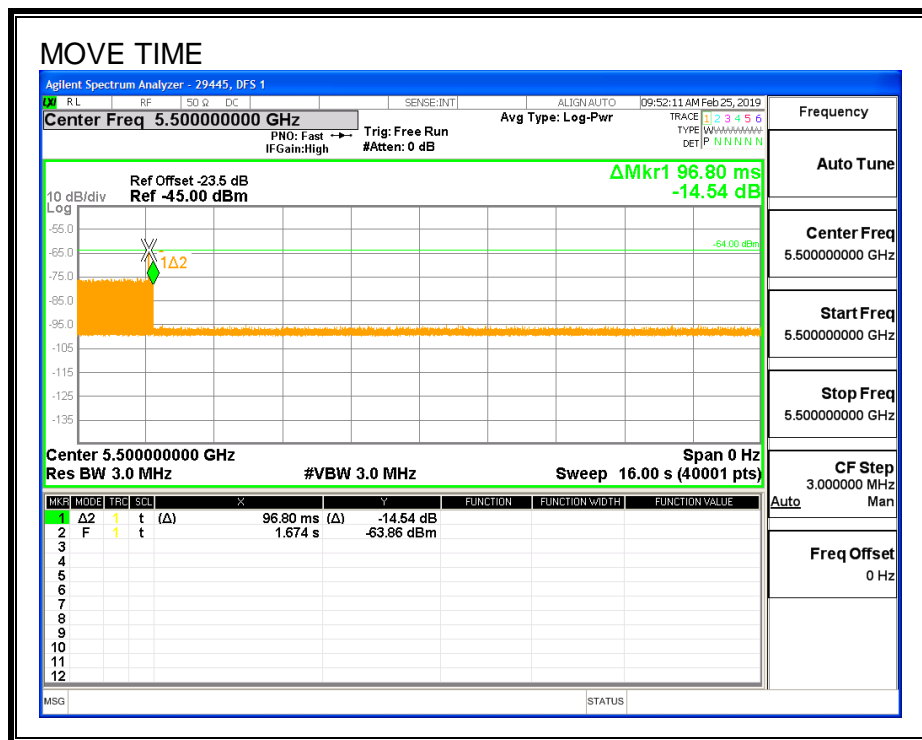 MOVE TIME
Agilent Spectrum Analyzer - 29445, DFS 1
LXI RL RF 50 Ω DC SENSE:INT ALIGN AUTO 09:52:11 AM Feb 25, 2019
Center Freq 5.500000000 GHz
PNO: Fast
IFGain:High
Trig: Free Run
#Atten: 0 dB
Avg Type: Log-Pwr
TRACE 1 2 3 4 5 6
TYPE W
DET P N N N N N
Ref Offset -23.5 dB
Ref -45.00 dBm
10 dB/div
Log
ΔMkr1 96.80 ms
-14.54 dB
-55.0
-65.0
-75.0
-85.0
-95.0
-105
-115
-125
-135
-64.00 dBm
1Δ2
Center 5.500000000 GHz Span 0 Hz
Res BW 3.0 MHz #VBW 3.0 MHz Sweep 16.00 s (40001 pts)
MKR MODE TRC SCL X Y FUNCTION FUNCTION WIDTH FUNCTION VALUE
1 Δ2 1 t (Δ) 96.80 ms (Δ) -14.54 dB
2 F 1 t 1.674 s -63.86 dBm
3
4
5
6
7
8
9
10
11
12
MSG STATUS
Frequency
Auto Tune
Center Freq
5.500000000 GHz
Start Freq
5.500000000 GHz
Stop Freq
5.500000000 GHz
CF Step
3.000000 MHz
Auto Man
Freq Offset
0 Hz